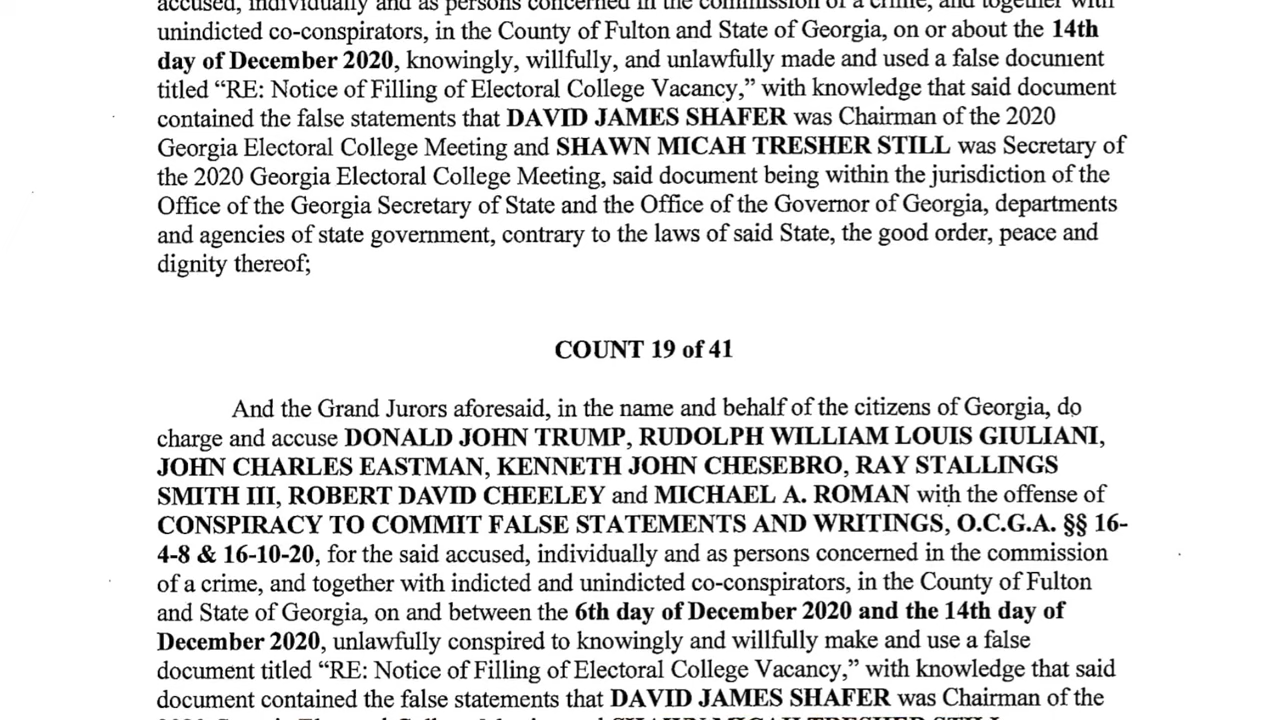 accused, individually and as persons concerned in the commission of a crime, and together with
unindicted co-conspirators, in the County of Fulton and State of Georgia, on or about the 14th
day of December 2020, knowingly, willfully, and unlawfully made and used a false document
titled “RE: Notice of Filling of Electoral College Vacancy,” with knowledge that said document
contained the false statements that DAVID JAMES SHAFER was Chairman of the 2020
Georgia Electoral College Meeting and SHAWN MICAH TRESHER STILL was Secretary of
the 2020 Georgia Electoral College Meeting, said document being within the jurisdiction of the
Office of the Georgia Secretary of State and the Office of the Governor of Georgia, departments
and agencies of state government, contrary to the laws of said State, the good order, peace and
dignity thereof;
COUNT 19 of 41
And the Grand Jurors aforesaid, in the name and behalf of the citizens of Georgia, do
charge and accuse DONALD JOHN TRUMP, RUDOLPH WILLIAM LOUIS GIULIANI,
JOHN CHARLES EASTMAN, KENNETH JOHN CHESEBRO, RAY STALLINGS
SMITH III, ROBERT DAVID CHEELEY and MICHAEL A. ROMAN with the offense of
CONSPIRACY TO COMMIT FALSE STATEMENTS AND WRITINGS, O.C.G.A. §§ 16-
4-8 & 16-10-20, for the said accused, individually and as persons concerned in the commission
of a crime, and together with indicted and unindicted co-conspirators, in the County of Fulton
and State of Georgia, on and between the 6th day of December 2020 and the 14th day of
December 2020, unlawfully conspired to knowingly and willfully make and use a false
document titled “RE: Notice of Filling of Electoral College Vacancy,” with knowledge that said
document contained the false statements that DAVID JAMES SHAFER was Chairman of the
2020 Georgia Electoral College Meeting and SHAWN MICAH TRESHER STILL